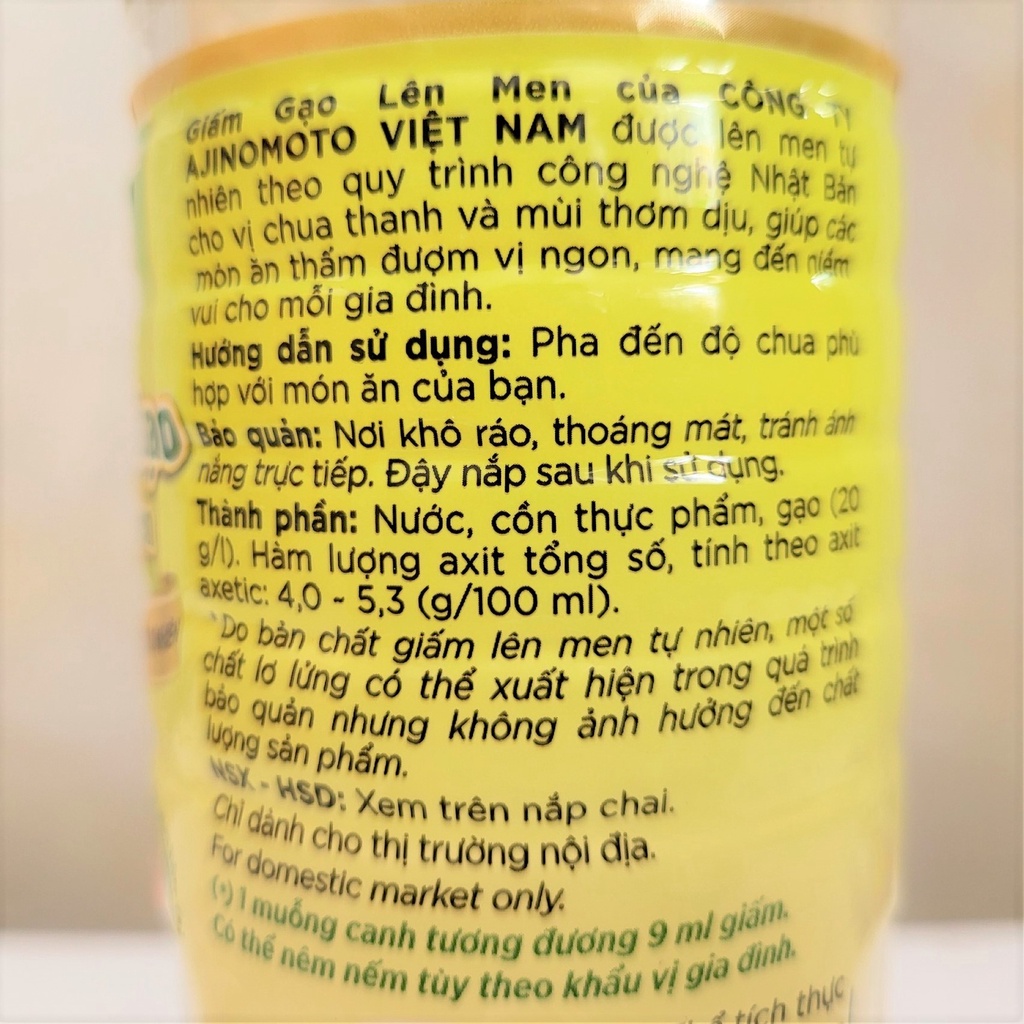 Giấm Gạo Lên Men của CÔNG TY
AJINOMOTO VIỆT NAM được lên men tự
nhiên theo quy trình công nghệ Nhật Bản
cho vị chua thanh và mùi thơm dịu, giúp các
món ăn thấm đượm vị ngon, mang đến niềm
vui cho mỗi gia đình.
Hướng dẫn sử dụng: Pha đến độ chua phù
hợp với món ăn của bạn.
Bảo quản: Nơi khô ráo, thoáng mát, tránh ánh
nắng trực tiếp. Đậy nắp sau khi sử dụng.
Thành phần: Nước, cồn thực phẩm, gạo (20
g/l). Hàm lượng axit tổng số, tính theo axit
axetic: 4,0 ~ 5,3 (g/100 ml).
*Do bản chất giấm lên men tự nhiên, một số
chất lơ lửng có thể xuất hiện trong quá trình
bảo quản nhưng không ảnh hưởng đến chất
lượng sản phẩm.
NSX - HSD: Xem trên nắp chai.
Chỉ dành cho thị trường nội địa.
For domestic market only.
(*) 1 muỗng canh tương đương 9 ml giấm.
Có thể nêm nếm tùy theo khẩu vị gia đình.
tích thực